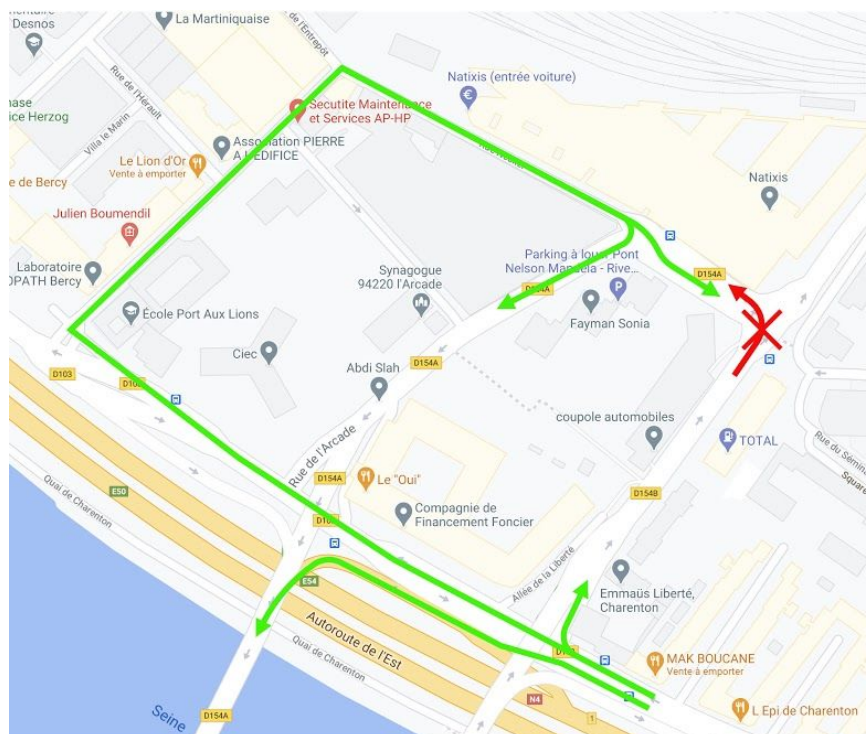 entaire
Desnos
La Martiniquaise
de l'Entrepôt
Natixis (entrée voiture)
Rue de l'Hérault
Secutite Maintenance
et Services AP-HP
hase
ice Herzog
Villa le Marin
Association PIERRE
A L'EDIFICE
Le Lion d'Or
Vente à emporter
e de Bercy
Natixis
Julien Boumendil
Parking à louer Pont
Nelson Mandela - Rive...
D154A
Laboratoire
OPATH Bercy
Synagogue
94220 l'Arcade
D154A
École Port Aux Lions
Fayman Sonia
Ciec
D154A
D103
D103
Abdi Slah
coupole automobiles
TOTAL
Rue de l'Arcade
Rue du Sémin
Square
Quai de Charenton
E50
D154A
Le "Oui"
D154B
Compagnie de
Financement Foncier
Allée de la Liberté
Emmaüs Liberté,
Charenton
E54
Autoroute de l'Est
Quai de Charenton
MAK BOUCANE
Vente à emporter
N4
L Epi de Charenton
Seine
D154A
1